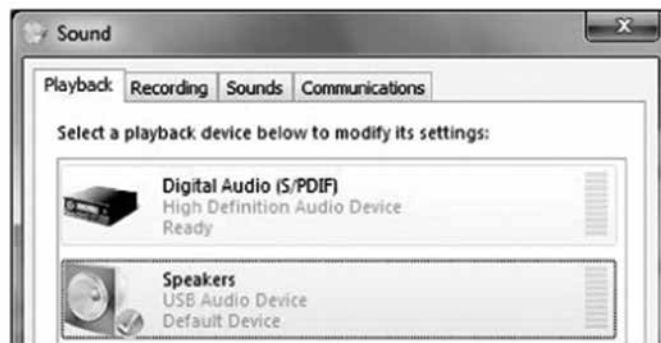 Sound
Playback Recording Sounds Communications
Select a playback device below to modify its settings:
Digital Audio (S/PDIF)
High Definition Audio Device
Ready
Speakers
USB Audio Device
Default Device